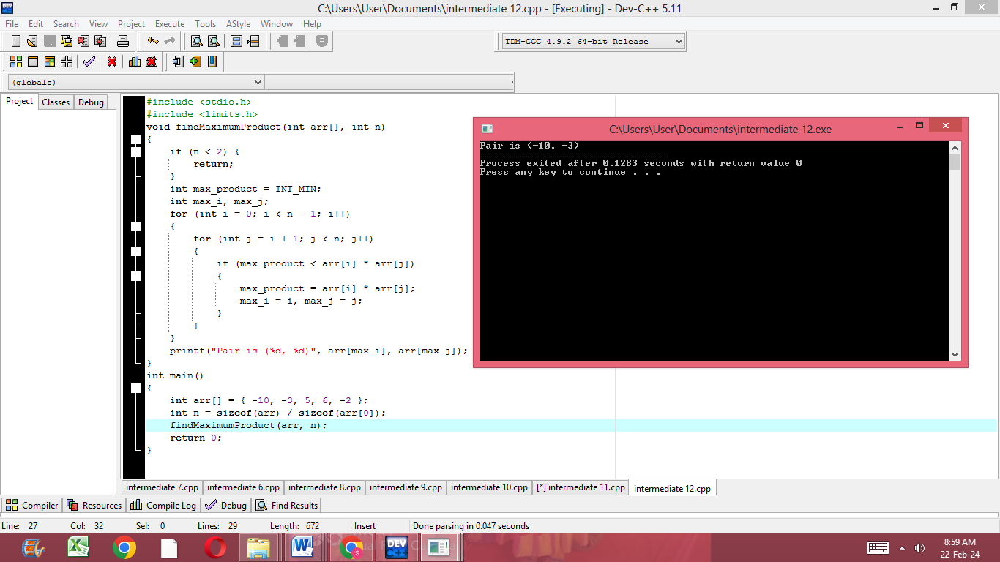 C:\Users\User\Documents\intermediate 12.cpp - [Executing] - Dev-C++ 5.11
File Edit Search View Project Execute Tools AStyle Window Help
TDM-GCC 4.9.2 64-bit Release
(globals)
Project Classes Debug
#include <stdio.h>
#include <limits.h>
void findMaximumProduct(int arr[], int n)
{
    if (n < 2) {
        return;
    }
    int max_product = INT_MIN;
    int max_i, max_j;
    for (int i = 0; i < n - 1; i++)
    {
        for (int j = i + 1; j < n; j++)
        {
            if (max_product < arr[i] * arr[j])
            {
                max_product = arr[i] * arr[j];
                max_i = i, max_j = j;
            }
        }
    }
    printf("Pair is (%d, %d)", arr[max_i], arr[max_j]);
}
int main()
{
    int arr[] = { -10, -3, 5, 6, -2 };
    int n = sizeof(arr) / sizeof(arr[0]);
    findMaximumProduct(arr, n);
    return 0;
}
C:\Users\User\Documents\intermediate 12.exe
Pair is (-10, -3)
--------------------------------
Process exited after 0.1283 seconds with return value 0
Press any key to continue . . .
intermediate 7.cpp intermediate 6.cpp intermediate 8.cpp intermediate 9.cpp intermediate 10.cpp [*] intermediate 11.cpp intermediate 12.cpp
Compiler Resources Compile Log Debug Find Results
Line: 27 Col: 32 Sel: 0 Lines: 29 Length: 672 Insert Done parsing in 0.047 seconds
8:59 AM
22-Feb-24